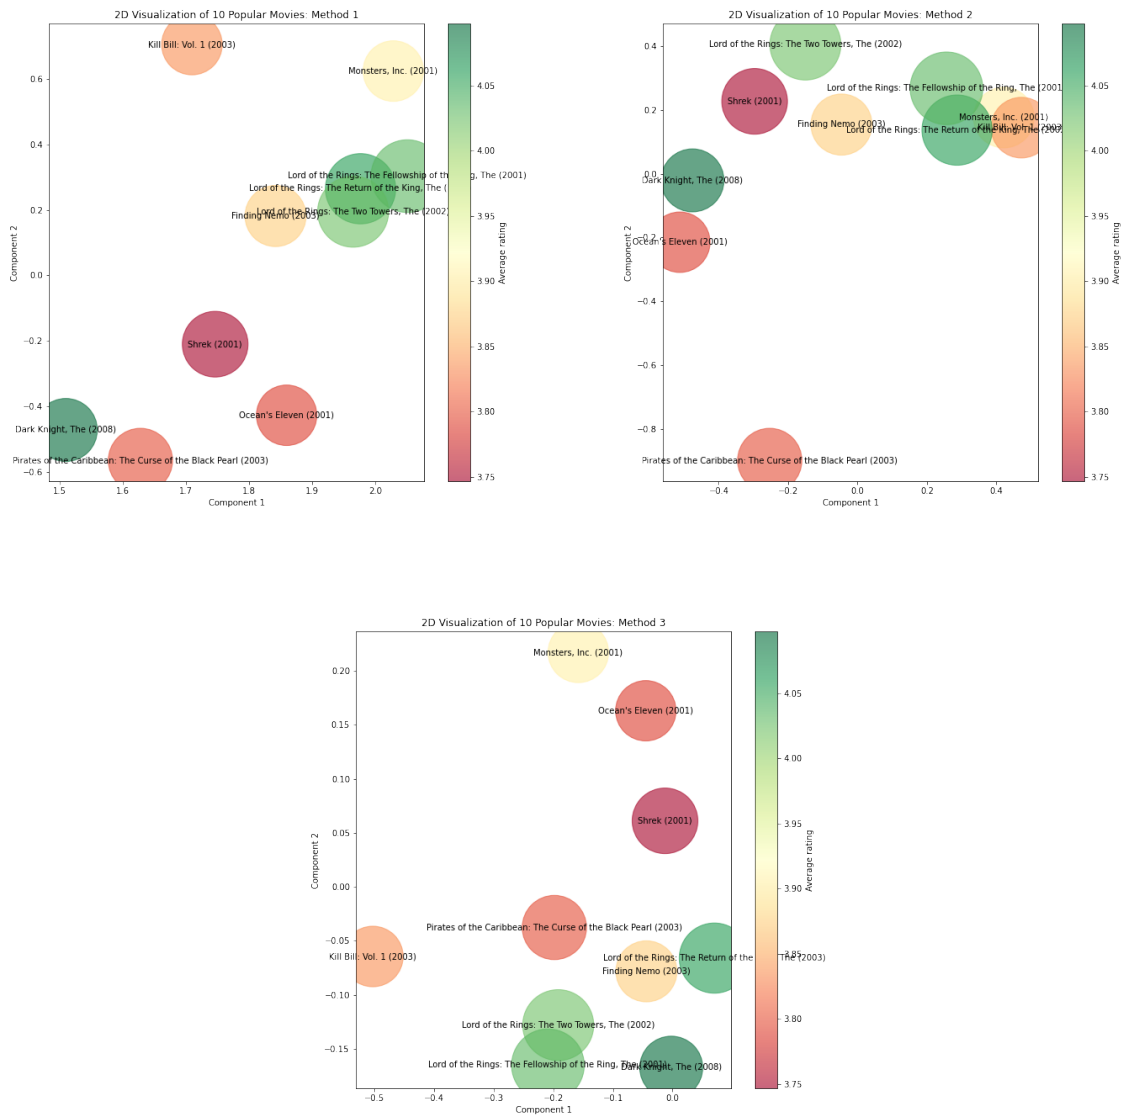 2D Visualization of 10 Popular Movies: Method 1
Kill Bill: Vol. 1 (2003)
Monsters, Inc. (2001)
Lord of the Rings: The Fellowship of the Ring, The (2001)
Lord of the Rings: The Return of the King, The (
Lord of the Rings: The Two Towers, The (2002)
Finding Nemo (2003)
Shrek (2001)
Ocean's Eleven (2001)
Dark Knight, The (2008)
Pirates of the Caribbean: The Curse of the Black Pearl (2003)
0.6
0.4
0.2
0.0
−0.2
−0.4
−0.6
Component 2
1.5 1.6 1.7 1.8 1.9 2.0
Component 1
4.05
4.00
3.95
3.90
3.85
3.80
3.75
Average rating
2D Visualization of 10 Popular Movies: Method 2
Lord of the Rings: The Two Towers, The (2002)
Lord of the Rings: The Fellowship of the Ring, The (2001
Shrek (2001)
Monsters, Inc. (2001)
Finding Nemo (2003)
Kill Bill: Vol. 1 (2003
Lord of the Rings: The Return of the King, The (200
Dark Knight, The (2008)
Ocean's Eleven (2001)
Pirates of the Caribbean: The Curse of the Black Pearl (2003)
0.4
0.2
0.0
−0.2
−0.4
−0.6
−0.8
Component 2
−0.4 −0.2 0.0 0.2 0.4
Component 1
4.05
4.00
3.95
3.90
3.85
3.80
3.75
Average rating
2D Visualization of 10 Popular Movies: Method 3
Monsters, Inc. (2001)
Ocean's Eleven (2001)
Shrek (2001)
Pirates of the Caribbean: The Curse of the Black Pearl (2003)
Kill Bill: Vol. 1 (2003)
Lord of the Rings: The Return of the The (2003)
Finding Nemo (2003)
Lord of the Rings: The Two Towers, The (2002)
Lord of the Rings: The Fellowship of the Ring, The (2001)
Dark Knight, The (2008)
0.20
0.15
0.10
0.05
0.00
−0.05
−0.10
−0.15
Component 2
−0.5 −0.4 −0.3 −0.2 −0.1 0.0
Component 1
4.05
4.00
3.95
3.90
3.85
3.80
3.75
Average rating